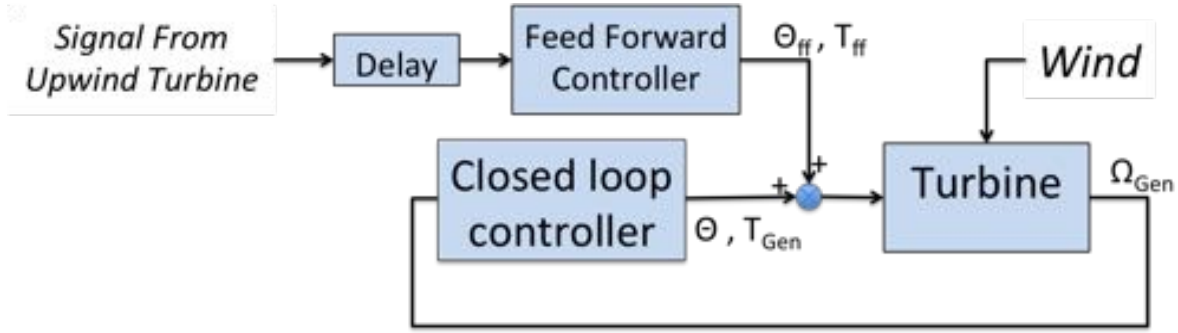 Signal From
Upwind Turbine
Delay
Feed Forward
Controller
Θff , Tff
Wind
+
+
Closed loop
controller
Θ , TGen
Turbine
ΩGen